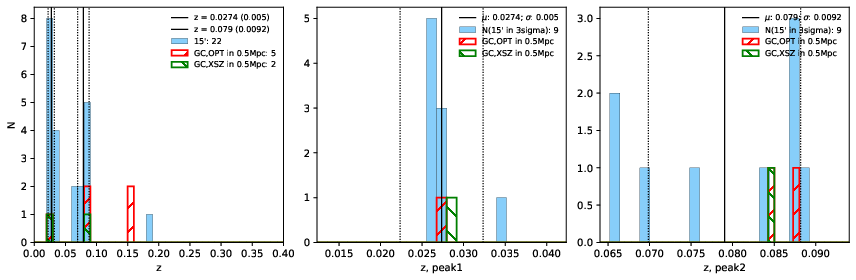 z = 0.0274 (0.005)
z = 0.079 (0.0092)
15': 22
GC,OPT in 0.5Mpc: 5
GC,XSZ in 0.5Mpc: 2
N
8
7
6
5
4
3
2
1
0
0.00 0.05 0.10 0.15 0.20 0.25 0.30 0.35 0.40
z
μ: 0.0274; σ: 0.005
N(15' in 3sigma): 9
GC,OPT in 0.5Mpc
GC,XSZ in 0.5Mpc
5
4
3
2
1
0
0.015 0.020 0.025 0.030 0.035 0.040
z, peak1
μ: 0.079; σ: 0.0092
N(15' in 3sigma): 9
GC,OPT in 0.5Mpc
GC,XSZ in 0.5Mpc
3.0
2.5
2.0
1.5
1.0
0.5
0.0
0.065 0.070 0.075 0.080 0.085 0.090
z, peak2